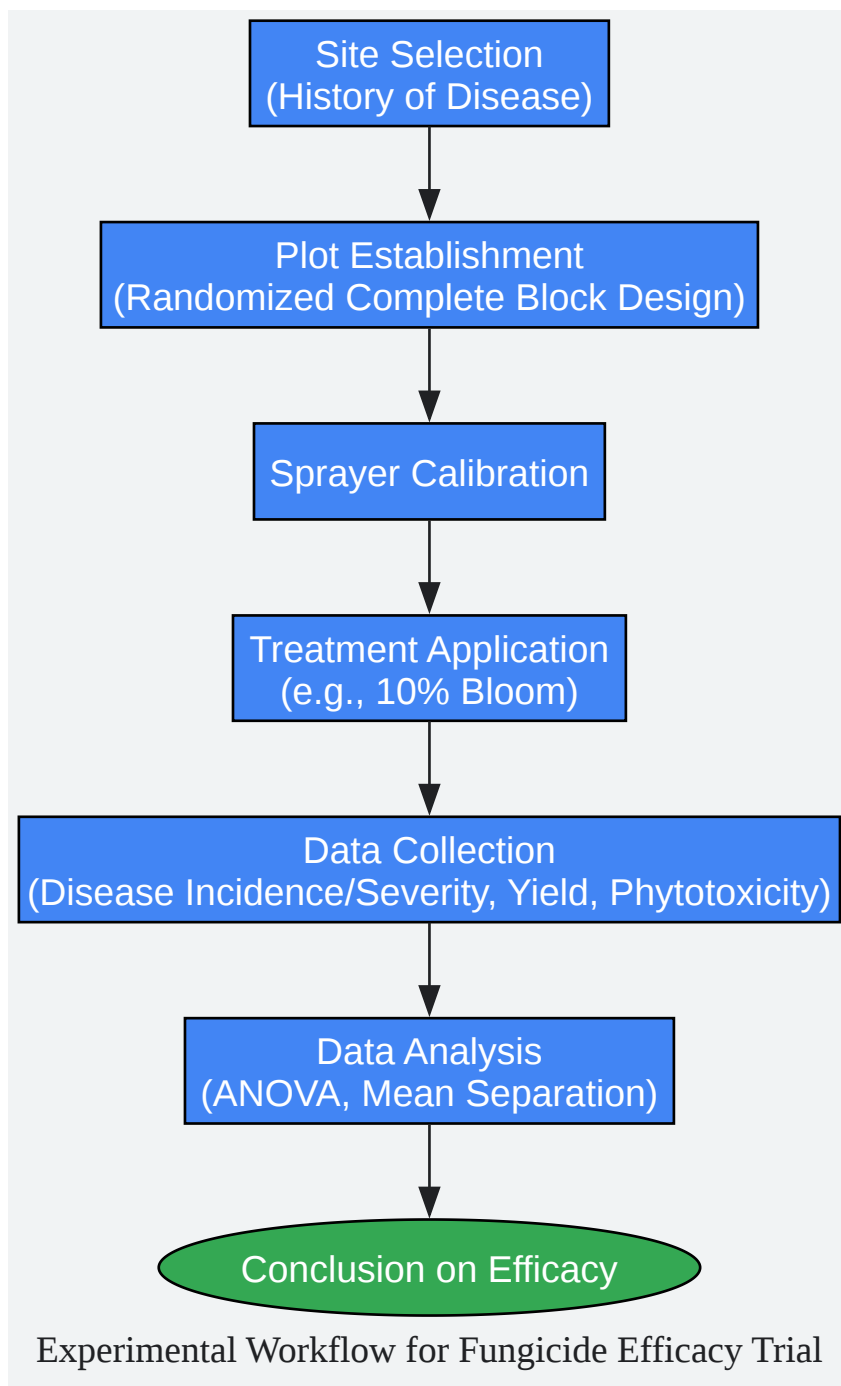 Site Selection
(History of Disease)
Plot Establishment
(Randomized Complete Block Design)
Sprayer Calibration
Treatment Application
(e.g., 10% Bloom)
Data Collection
(Disease Incidence/Severity, Yield, Phytotoxicity)
Data Analysis
(ANOVA, Mean Separation)
Conclusion on Efficacy
Experimental Workflow for Fungicide Efficacy Trial